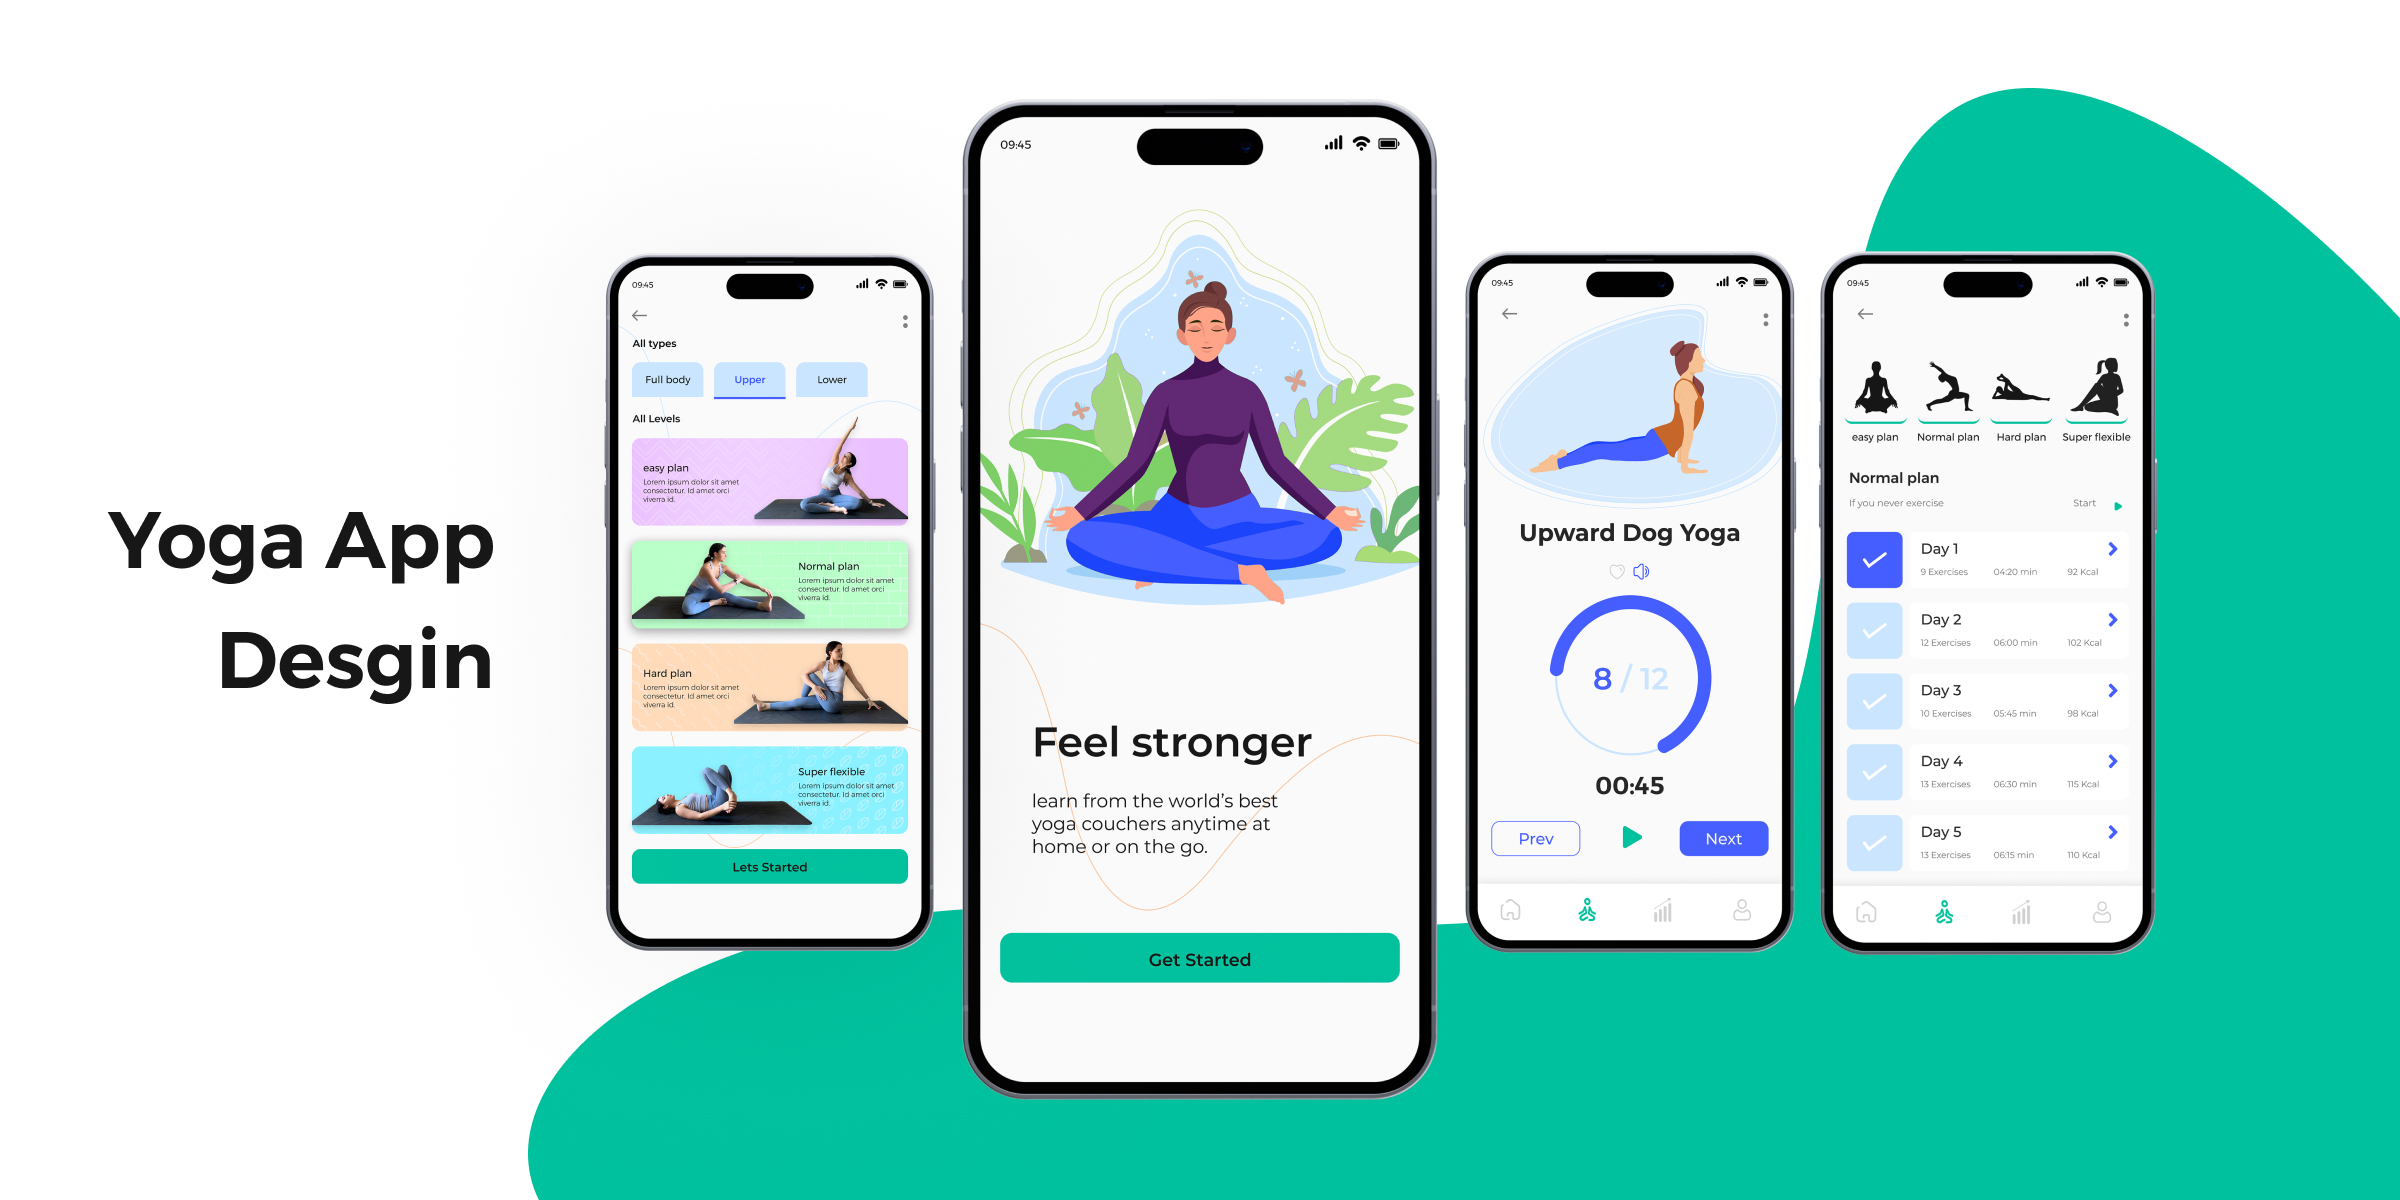 Yoga App
Desgin
09:45
All types
Full body
Upper
Lower
All Levels
easy plan
Lorem ipsum dolor sit amet
consectetur. Id amet orci
viverra id.
Normal plan
Lorem ipsum dolor sit amet
consectetur. Id amet orci
viverra id.
Hard plan
Lorem ipsum dolor sit amet
consectetur. Id amet orci
viverra id.
Super flexible
Lorem ipsum dolor sit amet
consectetur. Id amet orci
viverra id.
Lets Started
09:45
Feel stronger
learn from the world’s best
yoga couchers anytime at
home or on the go.
Get Started
09:45
Upward Dog Yoga
8 / 12
00:45
Prev
Next
09:45
easy plan
Normal plan
Hard plan
Super flexible
Normal plan
If you never exercise
Start
Day 1
9 Exercises 04:20 min 92 Kcal
Day 2
12 Exercises 06:00 min 102 Kcal
Day 3
10 Exercises 05:45 min 98 Kcal
Day 4
13 Exercises 06:30 min 115 Kcal
Day 5
13 Exercises 06:15 min 110 Kcal